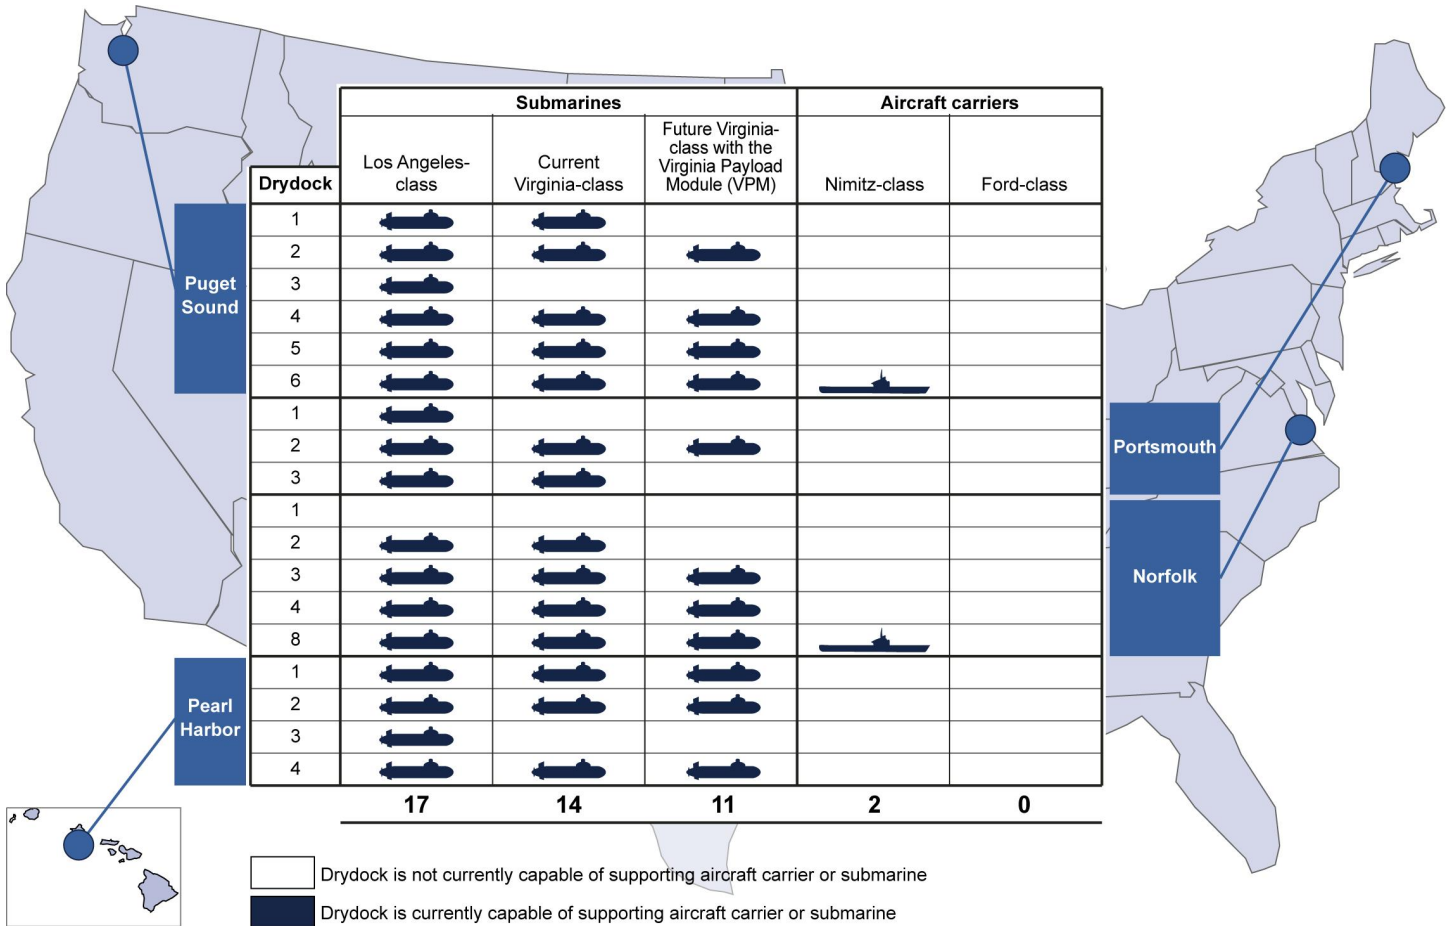 Submarines
Aircraft carriers
Drydock
Los Angeles-
class
Current
Virginia-class
Future Virginia-
class with the
Virginia Payload
Module (VPM)
Nimitz-class
Ford-class
Puget
Sound
1
2
3
4
5
6
Portsmouth
1
2
3
Norfolk
1
2
3
4
8
Pearl
Harbor
1
2
3
4
17 14 11 2 0
Drydock is not currently capable of supporting aircraft carrier or submarine
Drydock is currently capable of supporting aircraft carrier or submarine